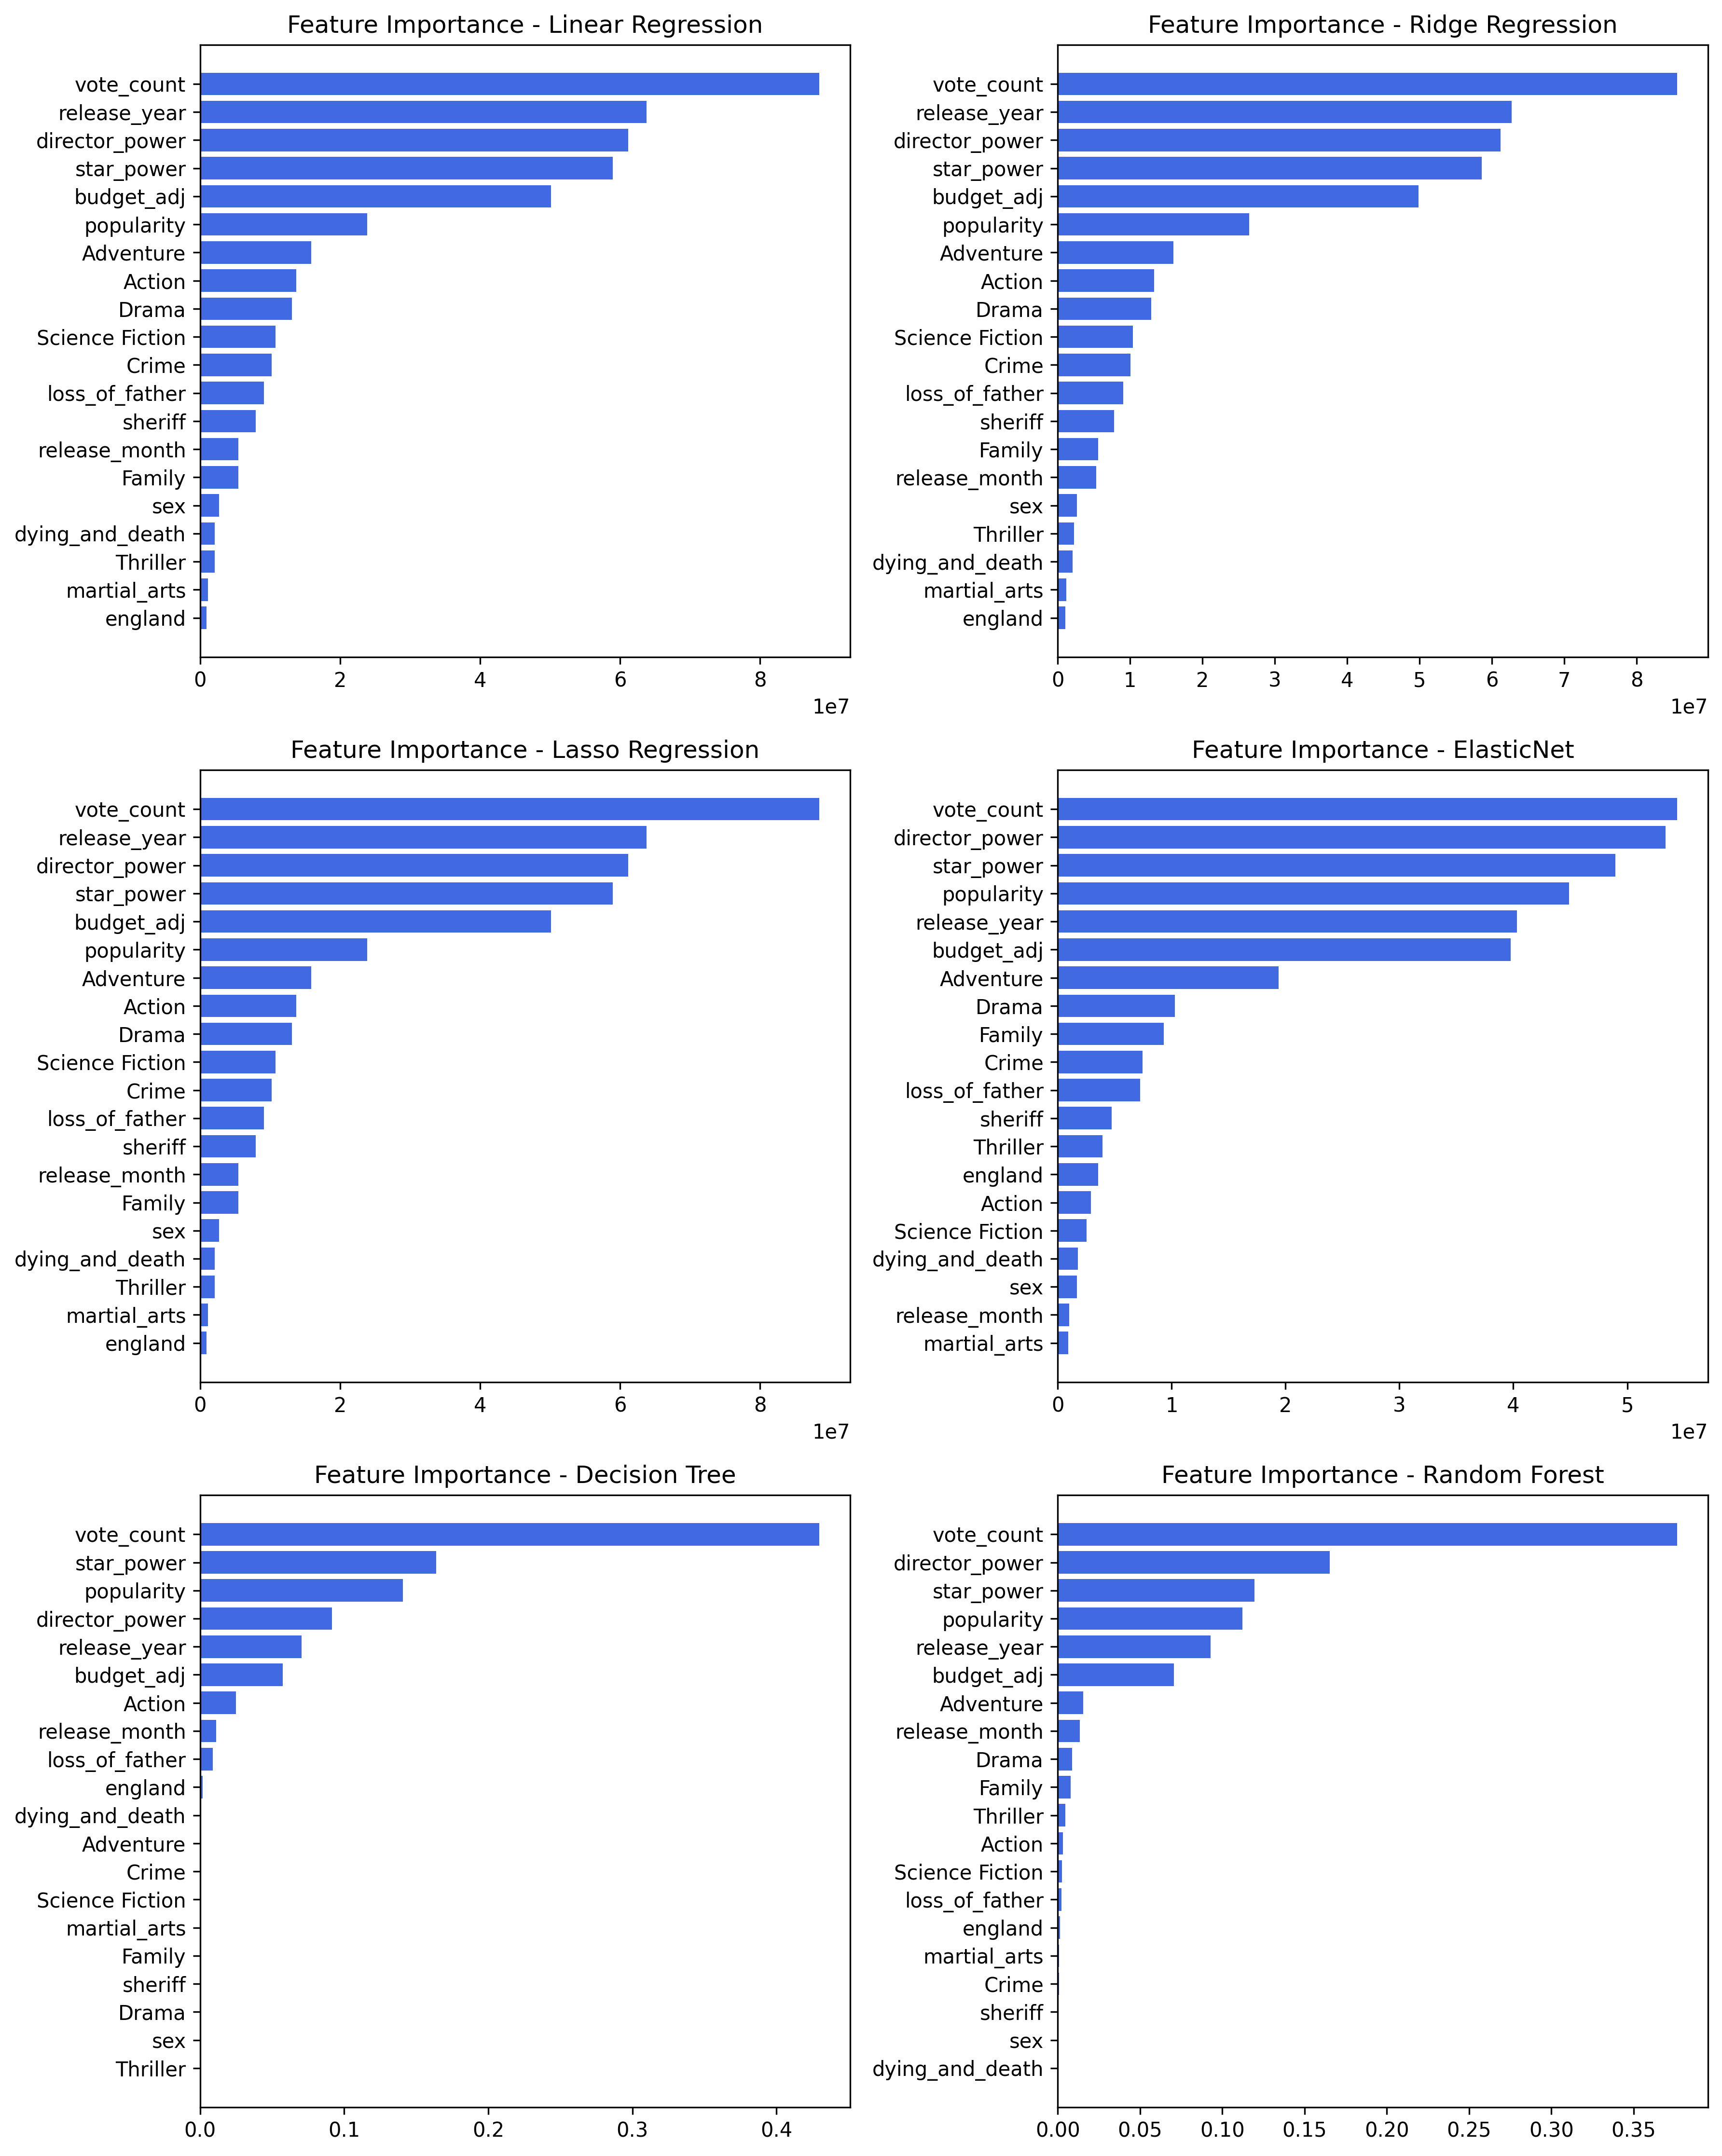 Feature Importance - Linear Regression
vote_count
release_year
director_power
star_power
budget_adj
popularity
Adventure
Action
Drama
Science Fiction
Crime
loss_of_father
sheriff
release_month
Family
sex
dying_and_death
Thriller
martial_arts
england
0 2 4 6 8
1e7
Feature Importance - Ridge Regression
vote_count
release_year
director_power
star_power
budget_adj
popularity
Adventure
Action
Drama
Science Fiction
Crime
loss_of_father
sheriff
Family
release_month
sex
Thriller
dying_and_death
martial_arts
england
0 1 2 3 4 5 6 7 8
1e7
Feature Importance - Lasso Regression
vote_count
release_year
director_power
star_power
budget_adj
popularity
Adventure
Action
Drama
Science Fiction
Crime
loss_of_father
sheriff
release_month
Family
sex
dying_and_death
Thriller
martial_arts
england
0 2 4 6 8
1e7
Feature Importance - ElasticNet
vote_count
director_power
star_power
popularity
release_year
budget_adj
Adventure
Drama
Family
Crime
loss_of_father
sheriff
Thriller
england
Action
Science Fiction
dying_and_death
sex
release_month
martial_arts
0 1 2 3 4 5
1e7
Feature Importance - Decision Tree
vote_count
star_power
popularity
director_power
release_year
budget_adj
Action
release_month
loss_of_father
england
dying_and_death
Adventure
Crime
Science Fiction
martial_arts
Family
sheriff
Drama
sex
Thriller
0.0 0.1 0.2 0.3 0.4
Feature Importance - Random Forest
vote_count
director_power
star_power
popularity
release_year
budget_adj
Adventure
release_month
Drama
Family
Thriller
Action
Science Fiction
loss_of_father
england
martial_arts
Crime
sheriff
sex
dying_and_death
0.00 0.05 0.10 0.15 0.20 0.25 0.30 0.35